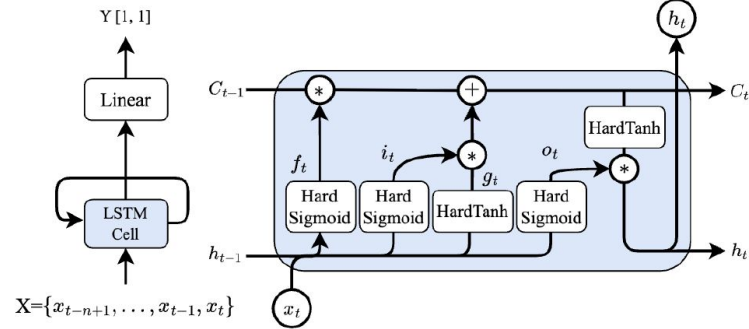 Y [1, 1]
Linear
LSTM
Cell
X={x_{t-n+1}, ..., x_{t-1}, x_t}
h_t
C_{t-1}
*
+
C_t
HardTanh
f_t
i_t
*
g_t
o_t
*
Hard
Sigmoid
Hard
Sigmoid
HardTanh
Hard
Sigmoid
h_{t-1}
h_t
x_t